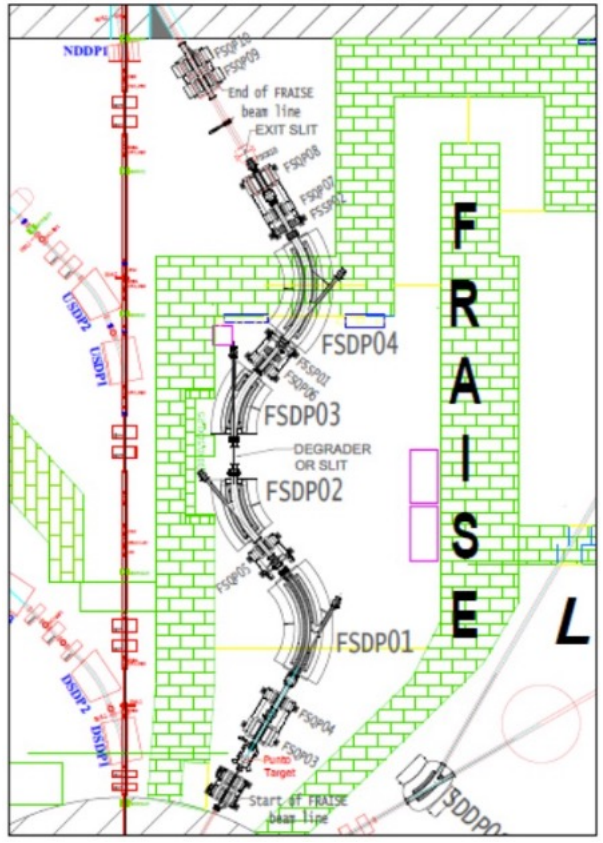 NDDP1
FSQP10
FSQP09
End of FRAISE
beam line
EXIT SLIT
FSQP08
FSQP07
FSSP02
F
R
A
I
S
E
USDP2
USDP1
FSDP04
FSSP01
FSQP06
FSDP03
DEGRADER
OR SLIT
FSDP02
FSQP05
FSDP01
L
DSDP2
DSDP1
FSQP04
FSQP03
Punto
Target
Start of FRAISE
beam line